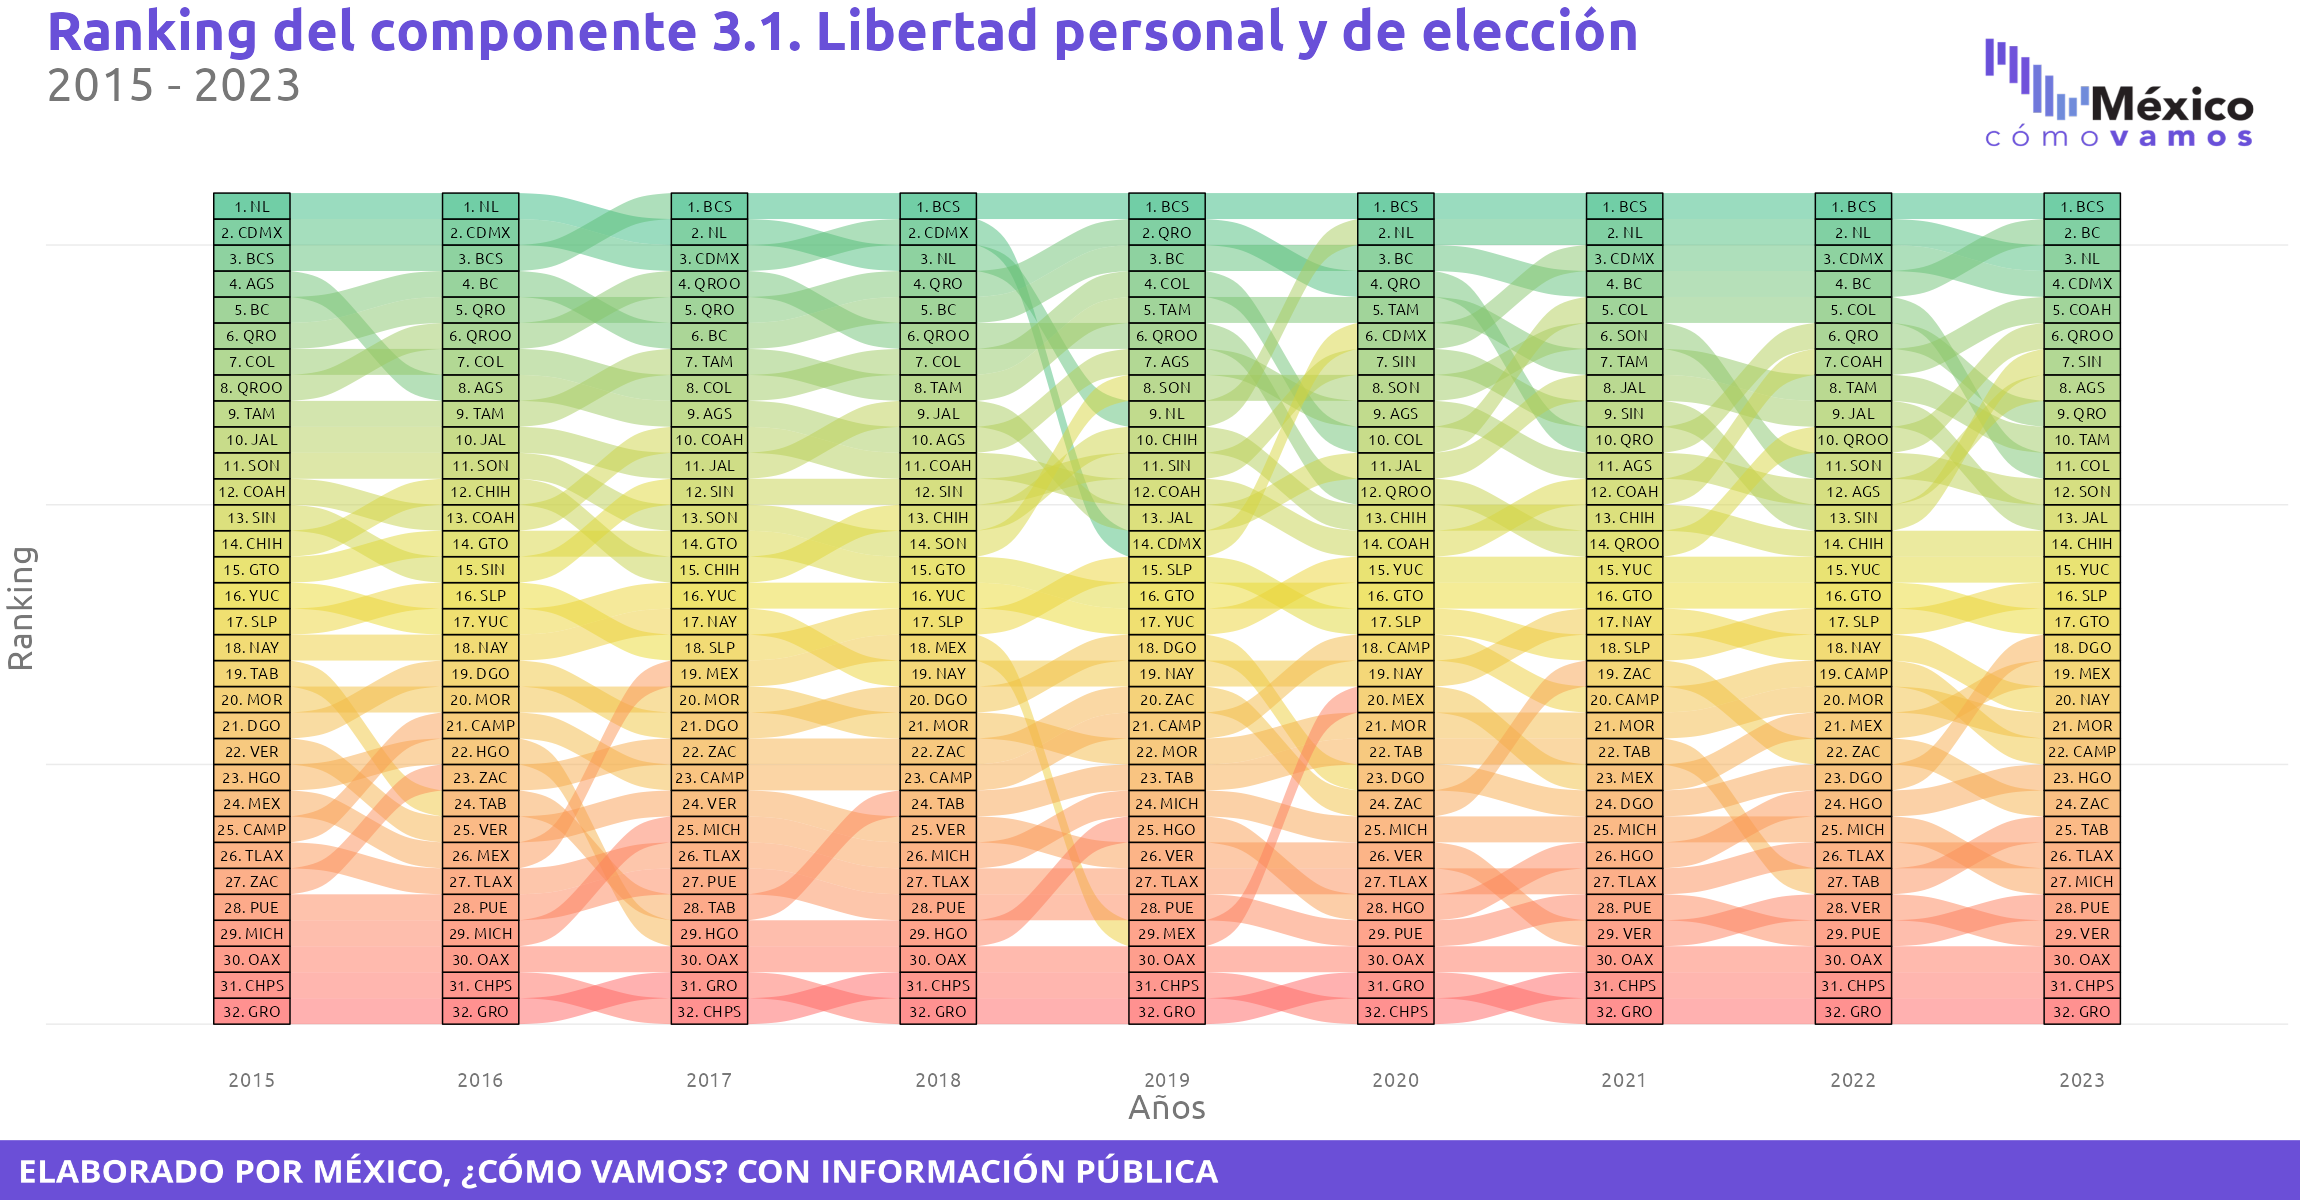 Ranking del componente 3.1. Libertad personal y de elección
2015 - 2023
México
cómovamos
Ranking
1. NL 1. NL 1. BCS 1. BCS 1. BCS 1. BCS 1. BCS 1. BCS 1. BCS
2. CDMX 2. CDMX 2. NL 2. CDMX 2. QRO 2. NL 2. NL 2. NL 2. BC
3. BCS 3. BCS 3. CDMX 3. NL 3. BC 3. BC 3. CDMX 3. CDMX 3. NL
4. AGS 4. BC 4. QROO 4. QRO 4. COL 4. QRO 4. BC 4. BC 4. CDMX
5. BC 5. QRO 5. QRO 5. BC 5. TAM 5. TAM 5. COL 5. COL 5. COAH
6. QRO 6. QROO 6. BC 6. QROO 6. QROO 6. CDMX 6. SON 6. QRO 6. QROO
7. COL 7. COL 7. TAM 7. COL 7. AGS 7. SIN 7. TAM 7. COAH 7. SIN
8. QROO 8. AGS 8. COL 8. TAM 8. SON 8. SON 8. JAL 8. TAM 8. AGS
9. TAM 9. TAM 9. AGS 9. JAL 9. NL 9. AGS 9. SIN 9. JAL 9. QRO
10. JAL 10. JAL 10. COAH 10. AGS 10. CHIH 10. COL 10. QRO 10. QROO 10. TAM
11. SON 11. SON 11. JAL 11. COAH 11. SIN 11. JAL 11. AGS 11. SON 11. COL
12. COAH 12. CHIH 12. SIN 12. SIN 12. COAH 12. QROO 12. COAH 12. AGS 12. SON
13. SIN 13. COAH 13. SON 13. CHIH 13. JAL 13. CHIH 13. CHIH 13. SIN 13. JAL
14. CHIH 14. GTO 14. GTO 14. SON 14. CDMX 14. COAH 14. QROO 14. CHIH 14. CHIH
15. GTO 15. SIN 15. CHIH 15. GTO 15. SLP 15. YUC 15. YUC 15. YUC 15. YUC
16. YUC 16. SLP 16. YUC 16. YUC 16. GTO 16. GTO 16. GTO 16. GTO 16. SLP
17. SLP 17. YUC 17. NAY 17. SLP 17. YUC 17. SLP 17. NAY 17. SLP 17. GTO
18. NAY 18. NAY 18. SLP 18. MEX 18. DGO 18. CAMP 18. SLP 18. NAY 18. DGO
19. TAB 19. DGO 19. MEX 19. NAY 19. NAY 19. NAY 19. ZAC 19. CAMP 19. MEX
20. MOR 20. MOR 20. MOR 20. DGO 20. ZAC 20. MEX 20. CAMP 20. MOR 20. NAY
21. DGO 21. CAMP 21. DGO 21. MOR 21. CAMP 21. MOR 21. MOR 21. MEX 21. MOR
22. VER 22. HGO 22. ZAC 22. ZAC 22. MOR 22. TAB 22. TAB 22. ZAC 22. CAMP
23. HGO 23. ZAC 23. CAMP 23. CAMP 23. TAB 23. DGO 23. MEX 23. DGO 23. HGO
24. MEX 24. TAB 24. VER 24. TAB 24. MICH 24. ZAC 24. DGO 24. HGO 24. ZAC
25. CAMP 25. VER 25. MICH 25. VER 25. HGO 25. MICH 25. MICH 25. MICH 25. TAB
26. TLAX 26. MEX 26. TLAX 26. MICH 26. VER 26. VER 26. HGO 26. TLAX 26. TLAX
27. ZAC 27. TLAX 27. PUE 27. TLAX 27. TLAX 27. TLAX 27. TLAX 27. TAB 27. MICH
28. PUE 28. PUE 28. TAB 28. PUE 28. PUE 28. HGO 28. PUE 28. VER 28. PUE
29. MICH 29. MICH 29. HGO 29. HGO 29. MEX 29. PUE 29. VER 29. PUE 29. VER
30. OAX 30. OAX 30. OAX 30. OAX 30. OAX 30. OAX 30. OAX 30. OAX 30. OAX
31. CHPS 31. CHPS 31. GRO 31. CHPS 31. CHPS 31. GRO 31. CHPS 31. CHPS 31. CHPS
32. GRO 32. GRO 32. CHPS 32. GRO 32. GRO 32. CHPS 32. GRO 32. GRO 32. GRO
2015 2016 2017 2018 2019 2020 2021 2022 2023
Años
ELABORADO POR MÉXICO, ¿CÓMO VAMOS? CON INFORMACIÓN PÚBLICA